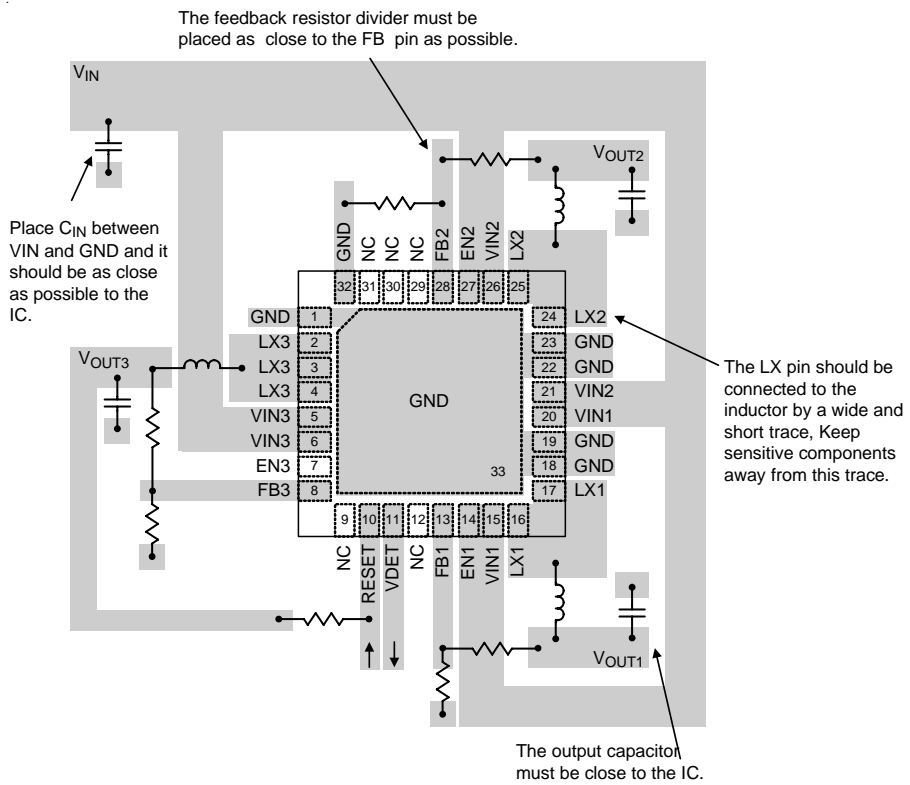 The feedback resistor divider must be
placed as close to the FB pin as possible.
VIN
VOUT2
Place CIN between
VIN and GND and it
should be as close
as possible to the
IC.
GND
NC
NC
NC
FB2
EN2
VIN2
LX2
32
31
30
29
28
27
26
25
GND 1
LX3 2
LX3 3
LX3 4
VIN3 5
VIN3 6
EN3 7
FB3 8
VOUT3
GND
33
24 LX2
23 GND
22 GND
21 VIN2
20 VIN1
19 GND
18 GND
17 LX1
The LX pin should be
connected to the
inductor by a wide and
short trace, Keep
sensitive components
away from this trace.
9
10
11
12
13
14
15
16
NC
RESET
VDET
NC
FB1
EN1
VIN1
LX1
VOUT1
The output capacitor
must be close to the IC.